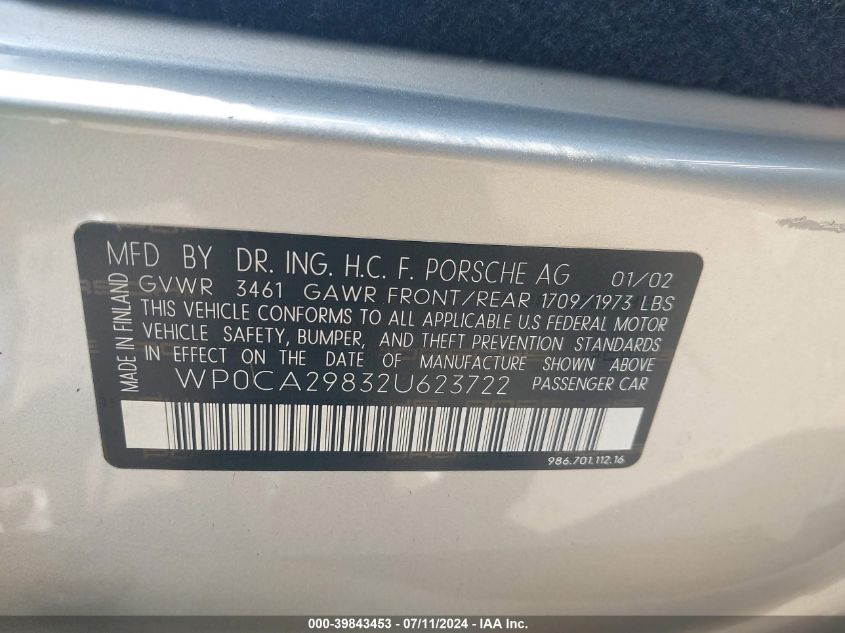 MFD BY DR. ING. H.C. F. PORSCHE AG 01/02
GVWR 3461 GAWR FRONT/REAR 1709/1973 LBS
THIS VEHICLE CONFORMS TO ALL APPLICABLE U.S FEDERAL MOTOR
VEHICLE SAFETY, BUMPER, AND THEFT PREVENTION STANDARDS
IN EFFECT ON THE DATE OF MANUFACTURE SHOWN ABOVE
WP0CA29832U623722 PASSENGER CAR
MADE IN FINLAND
986.701.112.16
000-39843453 / 07/11/2024 - IAA Inc.